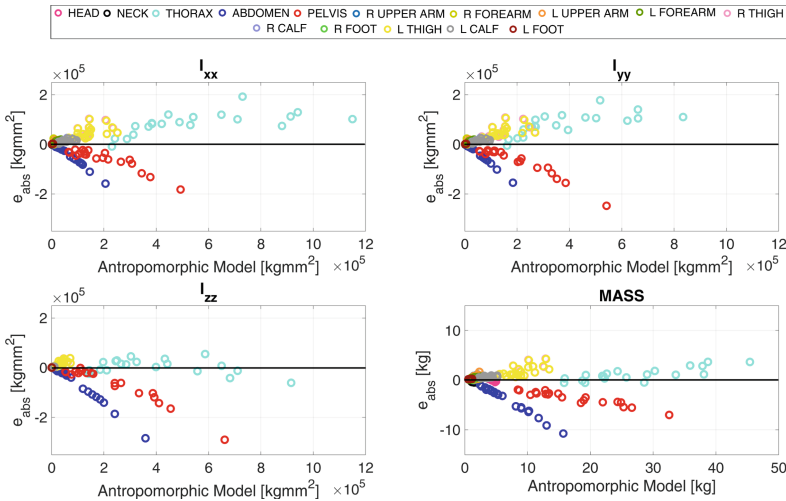 HEAD NECK THORAX ABDOMEN PELVIS R UPPER ARM R FOREARM L UPPER ARM L FOREARM R THIGH
R CALF R FOOT L THIGH L CALF L FOOT
I_xx
× 10^5
2
0
-2
e_abs [kgmm^2]
0 2 4 6 8 10 12
Antropomorphic Model [kgmm^2] × 10^5
I_yy
× 10^5
2
0
-2
e_abs [kgmm^2]
0 2 4 6 8 10 12
Antropomorphic Model [kgmm^2] × 10^5
I_zz
× 10^5
2
0
-2
e_abs [kgmm^2]
0 2 4 6 8 10 12
Antropomorphic Model [kgmm^2] × 10^5
MASS
10
0
-10
e_abs [kg]
0 10 20 30 40 50
Antropomorphic Model [kg]